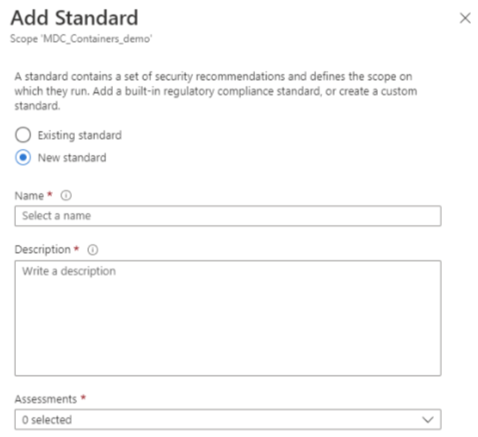 Add Standard
Scope 'MDC_Containers_demo'
A standard contains a set of security recommendations and defines the scope on
which they run. Add a built-in regulatory compliance standard, or create a custom
standard.
Existing standard
New standard
Name *
Select a name
Description *
Write a description
Assessments *
0 selected